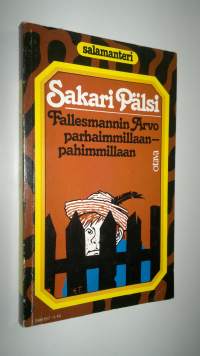 salamanteri
Sakari Pälsi
Fallesmannin Arvo
parhaimmillaan—
pahimmillaan
otava